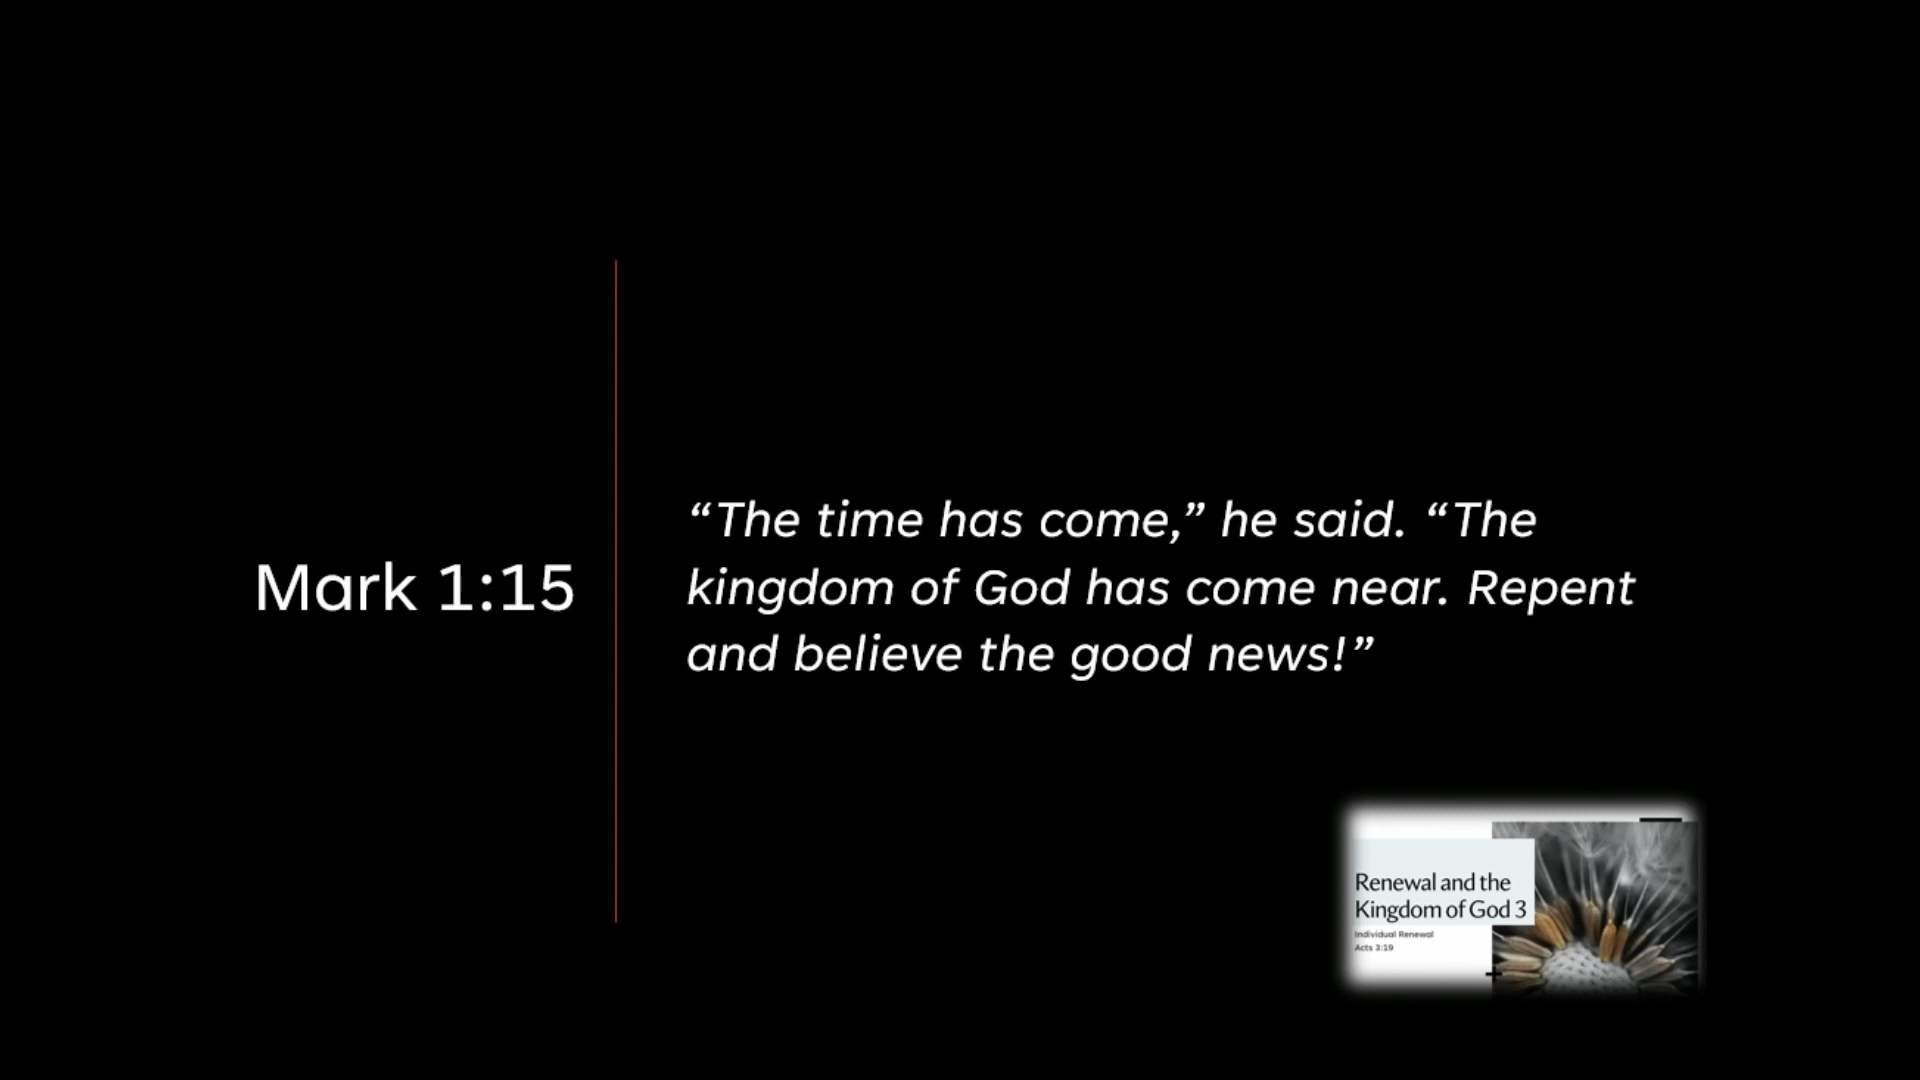 Mark 1:15
“The time has come,” he said. “The
kingdom of God has come near. Repent
and believe the good news!”
Renewal and the
Kingdom of God 3
Individual Renewal
Acts 3:19